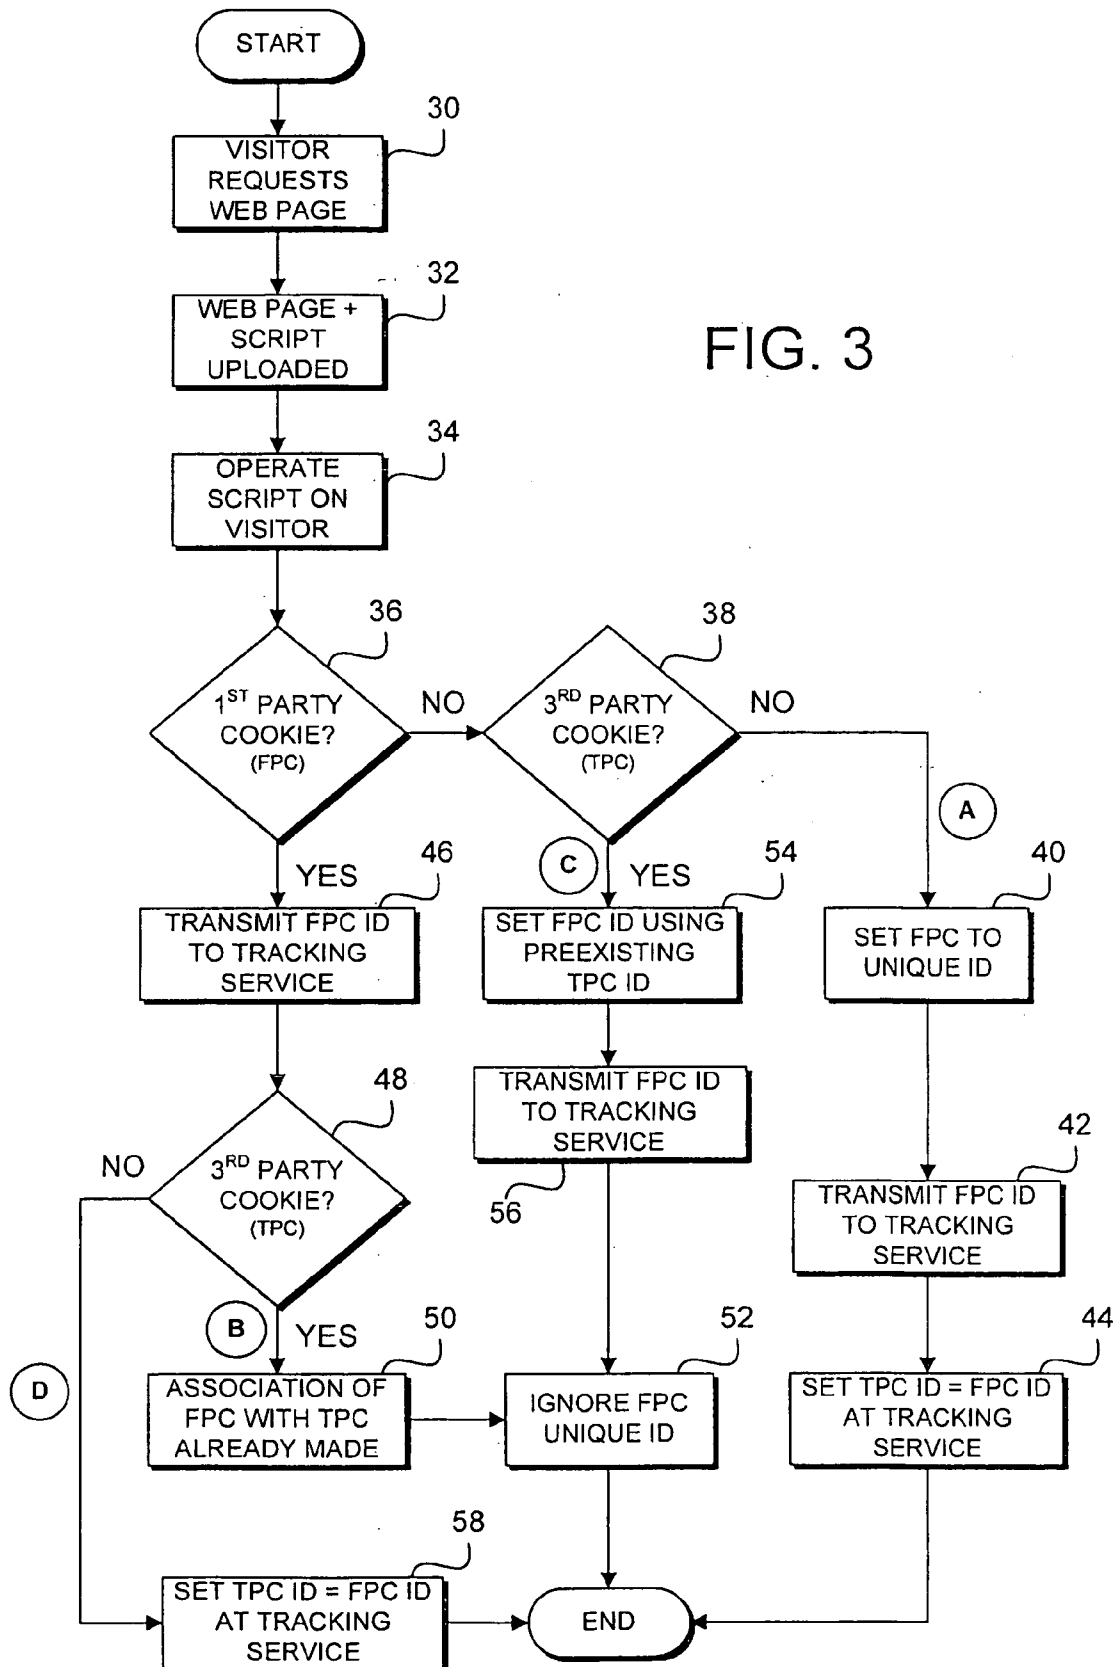 START
30
VISITOR
REQUESTS
WEB PAGE
32
WEB PAGE +
SCRIPT
UPLOADED
FIG. 3
34
OPERATE
SCRIPT ON
VISITOR
36
38
1ST PARTY
COOKIE?
(FPC)
NO
3RD PARTY
COOKIE?
(TPC)
NO
A
46
YES
C
YES
54
40
TRANSMIT FPC ID
TO TRACKING
SERVICE
SET FPC ID USING
PREEXISTING
TPC ID
SET FPC TO
UNIQUE ID
48
TRANSMIT FPC ID
TO TRACKING
SERVICE
56
42
NO
3RD PARTY
COOKIE?
(TPC)
TRANSMIT FPC ID
TO TRACKING
SERVICE
B
YES
50
52
44
D
ASSOCIATION OF
FPC WITH TPC
ALREADY MADE
IGNORE FPC
UNIQUE ID
SET TPC ID = FPC ID
AT TRACKING
SERVICE
58
SET TPC ID = FPC ID
AT TRACKING
SERVICE
END